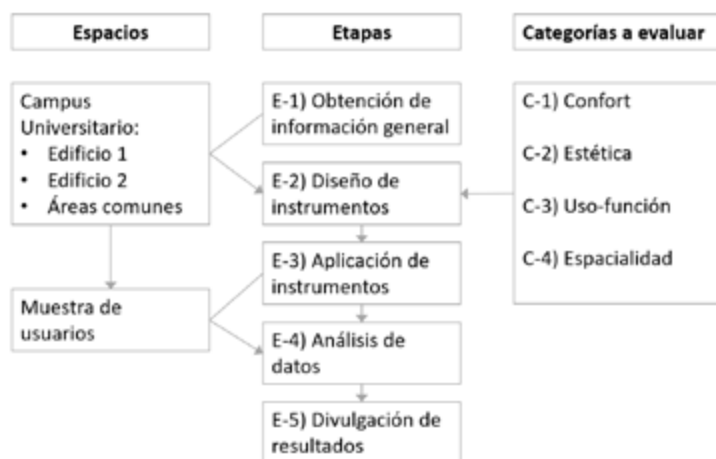 Espacios
Campus
Universitario:
• Edificio 1
• Edificio 2
• Áreas comunes
Muestra de
usuarios
Etapas
E-1) Obtención de
información general
E-2) Diseño de
instrumentos
E-3) Aplicación de
instrumentos
E-4) Análisis de
datos
E-5) Divulgación de
resultados
Categorías a evaluar
C-1) Confort
C-2) Estética
C-3) Uso-función
C-4) Espacialidad